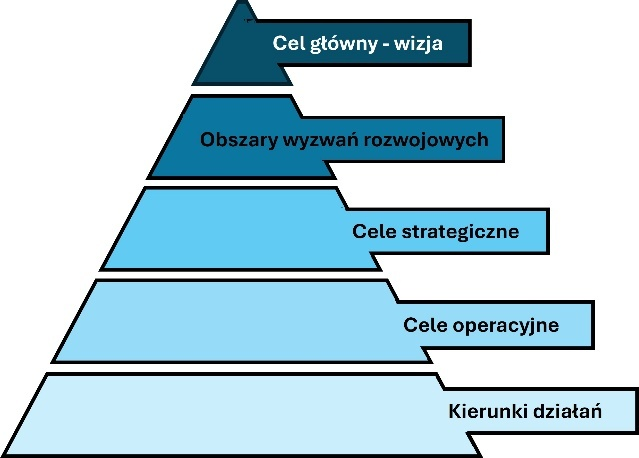 Cel główny - wizja
Obszary wyzwań rozwojowych
Cele strategiczne
Cele operacyjne
Kierunki działań